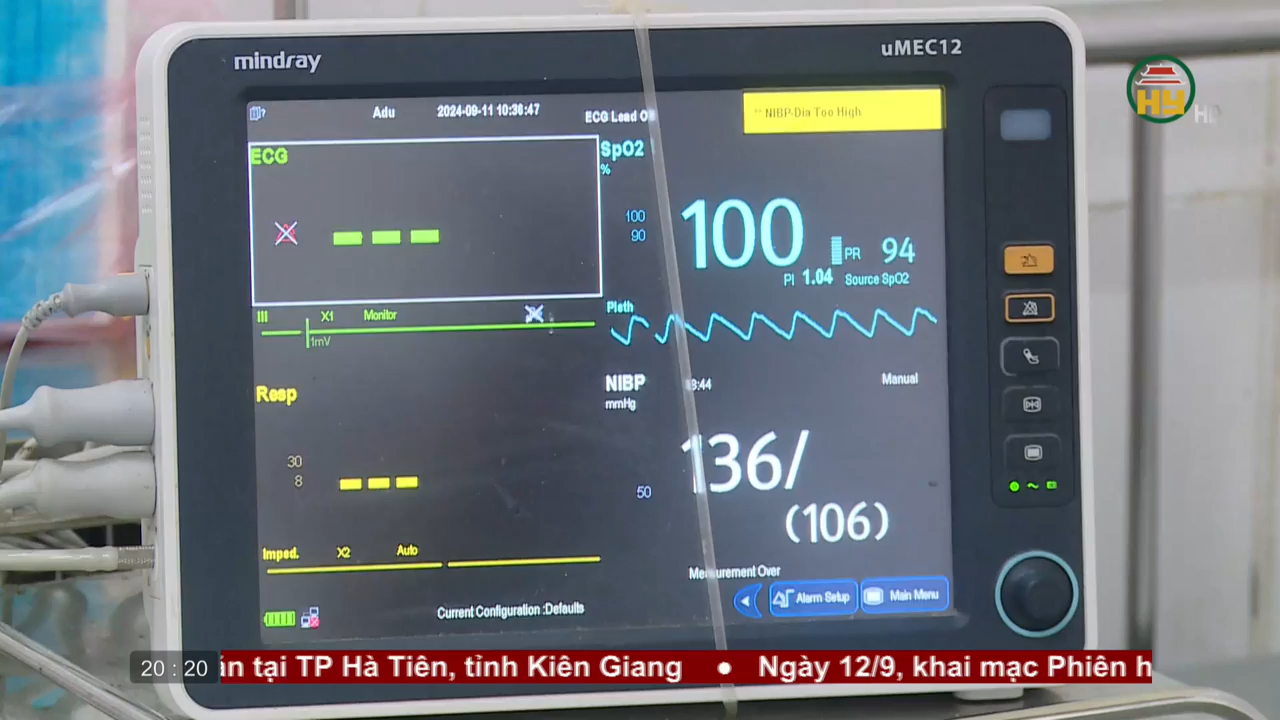 mindray
uMEC12
HY HD
Adu
2024-09-11 10:36:47
ECG Lead
** NIBP-Dia Too High
ECG
SpO2
%
100
90
100
PR 94
PI 1.04 Source SpO2
III X1 Monitor
1mV
Pleth
NIBP
mmHg
:44
Manual
Resp
30
8
50
136/
(106)
Imped. X2 Auto
Measurement Over
Alarm Setup
Main Menu
Current Configuration :Defaults
20 : 20
tại TP Hà Tiên, tỉnh Kiên Giang ● Ngày 12/9, khai mạc Phiên h